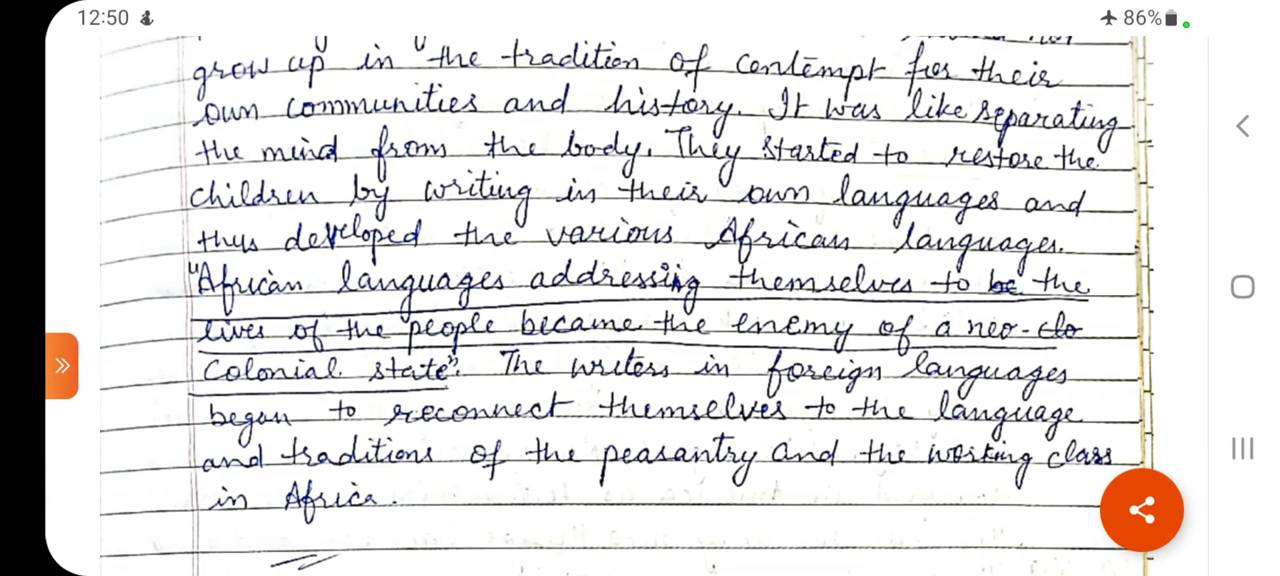 12:50
86%
grow up in the tradition of contempt for their
own communities and history. It was like separating
the mind from the body. They started to restore the
children by writing in their own languages and
thus developed the various African languages.
"African languages addressing themselves to be the
lives of the people became the enemy of a neo-clo
colonial state". The writers in foreign languages
began to reconnect themselves to the language
and traditions of the peasantry and the working class
in Africa.